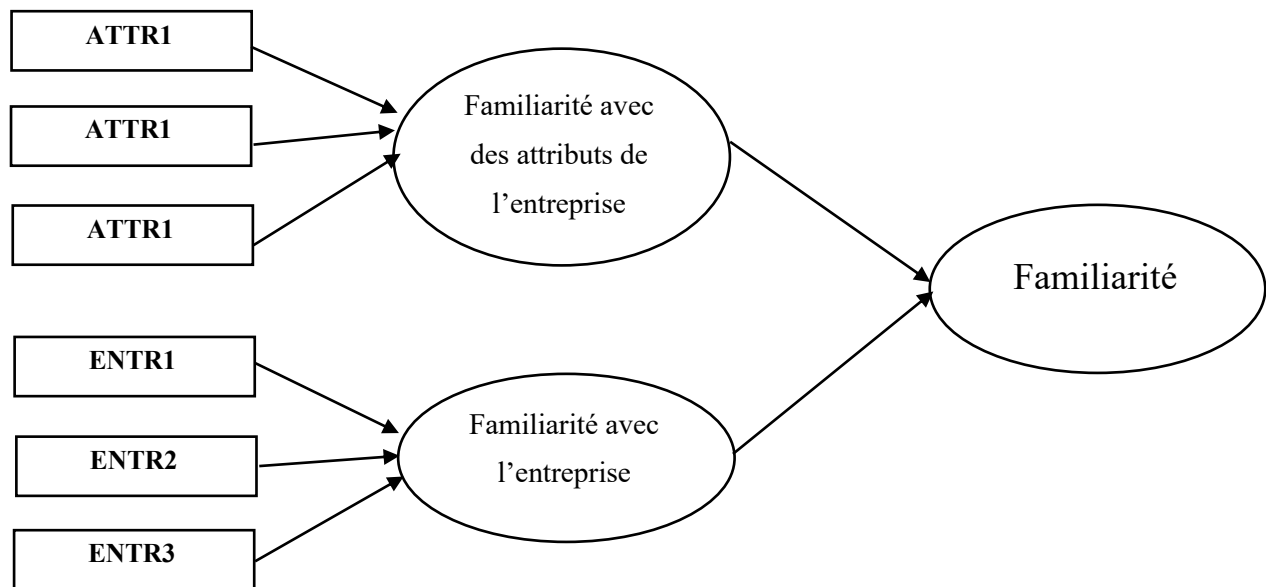 ATTR1
ATTR1
ATTR1
Familiarité avec
des attributs de
l’entreprise
ENTR1
ENTR2
ENTR3
Familiarité avec
l’entreprise
Familiarité